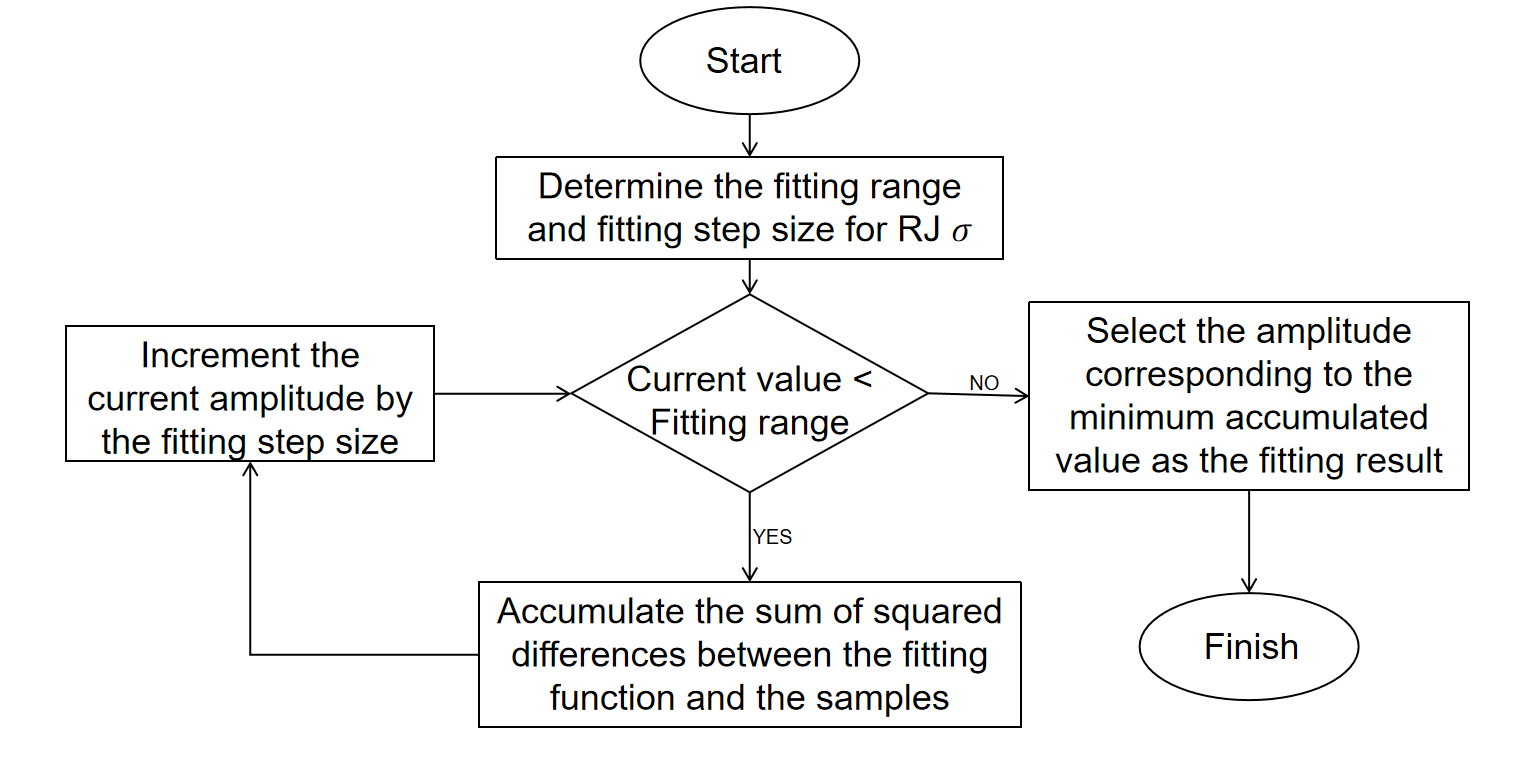 Start
Determine the fitting range
and fitting step size for RJ σ
Current value <
Fitting range
NO
YES
Increment the
current amplitude by
the fitting step size
Select the amplitude
corresponding to the
minimum accumulated
value as the fitting result
Accumulate the sum of squared
differences between the fitting
function and the samples
Finish